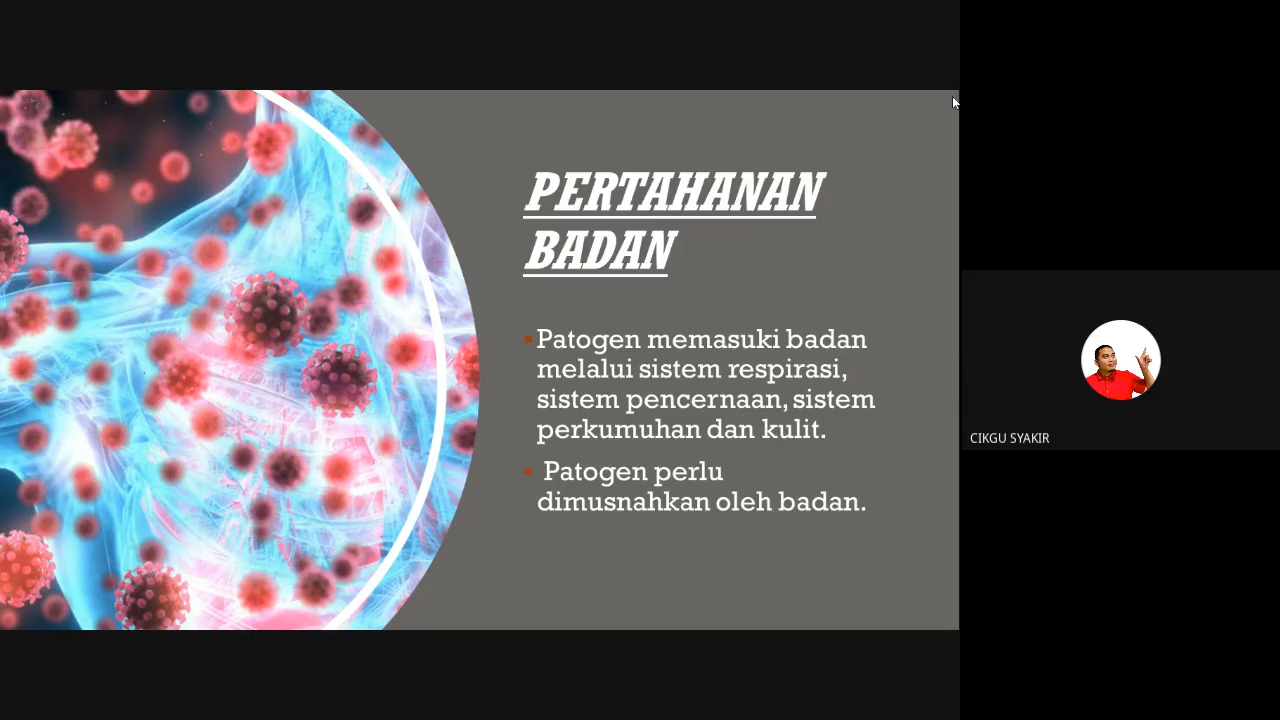 PERTAHANAN
BADAN
Patogen memasuki badan
melalui sistem respirasi,
sistem pencernaan, sistem
perkumuhan dan kulit.
Patogen perlu
dimusnahkan oleh badan.
CIKGU SYAKIR